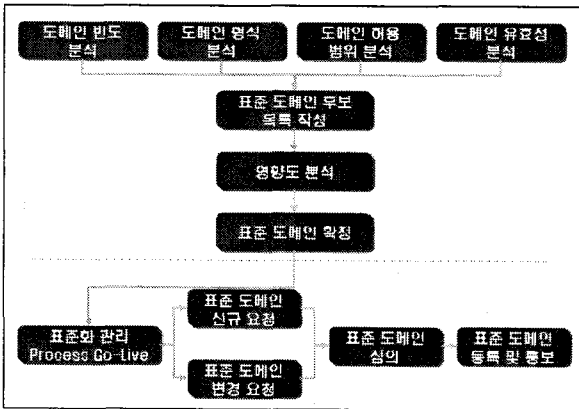 도메인 빈도
분석
도메인 형식
분석
도메인 허용
범위 분석
도메인 유효성
분석
표준 도메인 후보
목록 작성
영향도 분석
표준 도메인 확정
표준화 관리
Process Go-Live
표준 도메인
신규 요청
표준 도메인
변경 요청
표준 도메인
심의
표준 도메인
등록 및 통보